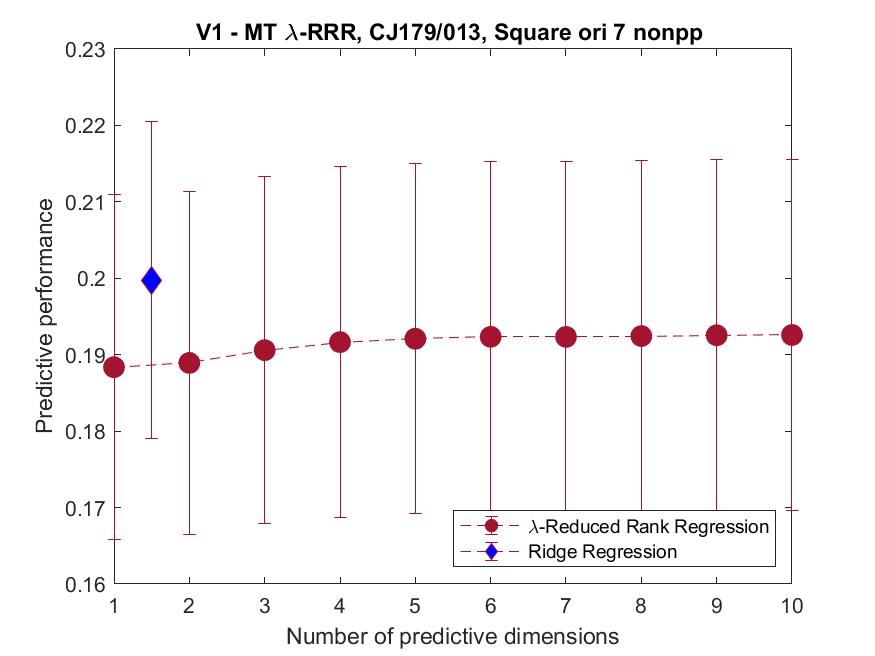 V1 - MT λ-RRR, CJ179/013, Square ori 7 nonpp
0.23
0.22
0.21
0.2
0.19
0.18
0.17
0.16
Predictive performance
λ-Reduced Rank Regression
Ridge Regression
1 2 3 4 5 6 7 8 9 10
Number of predictive dimensions